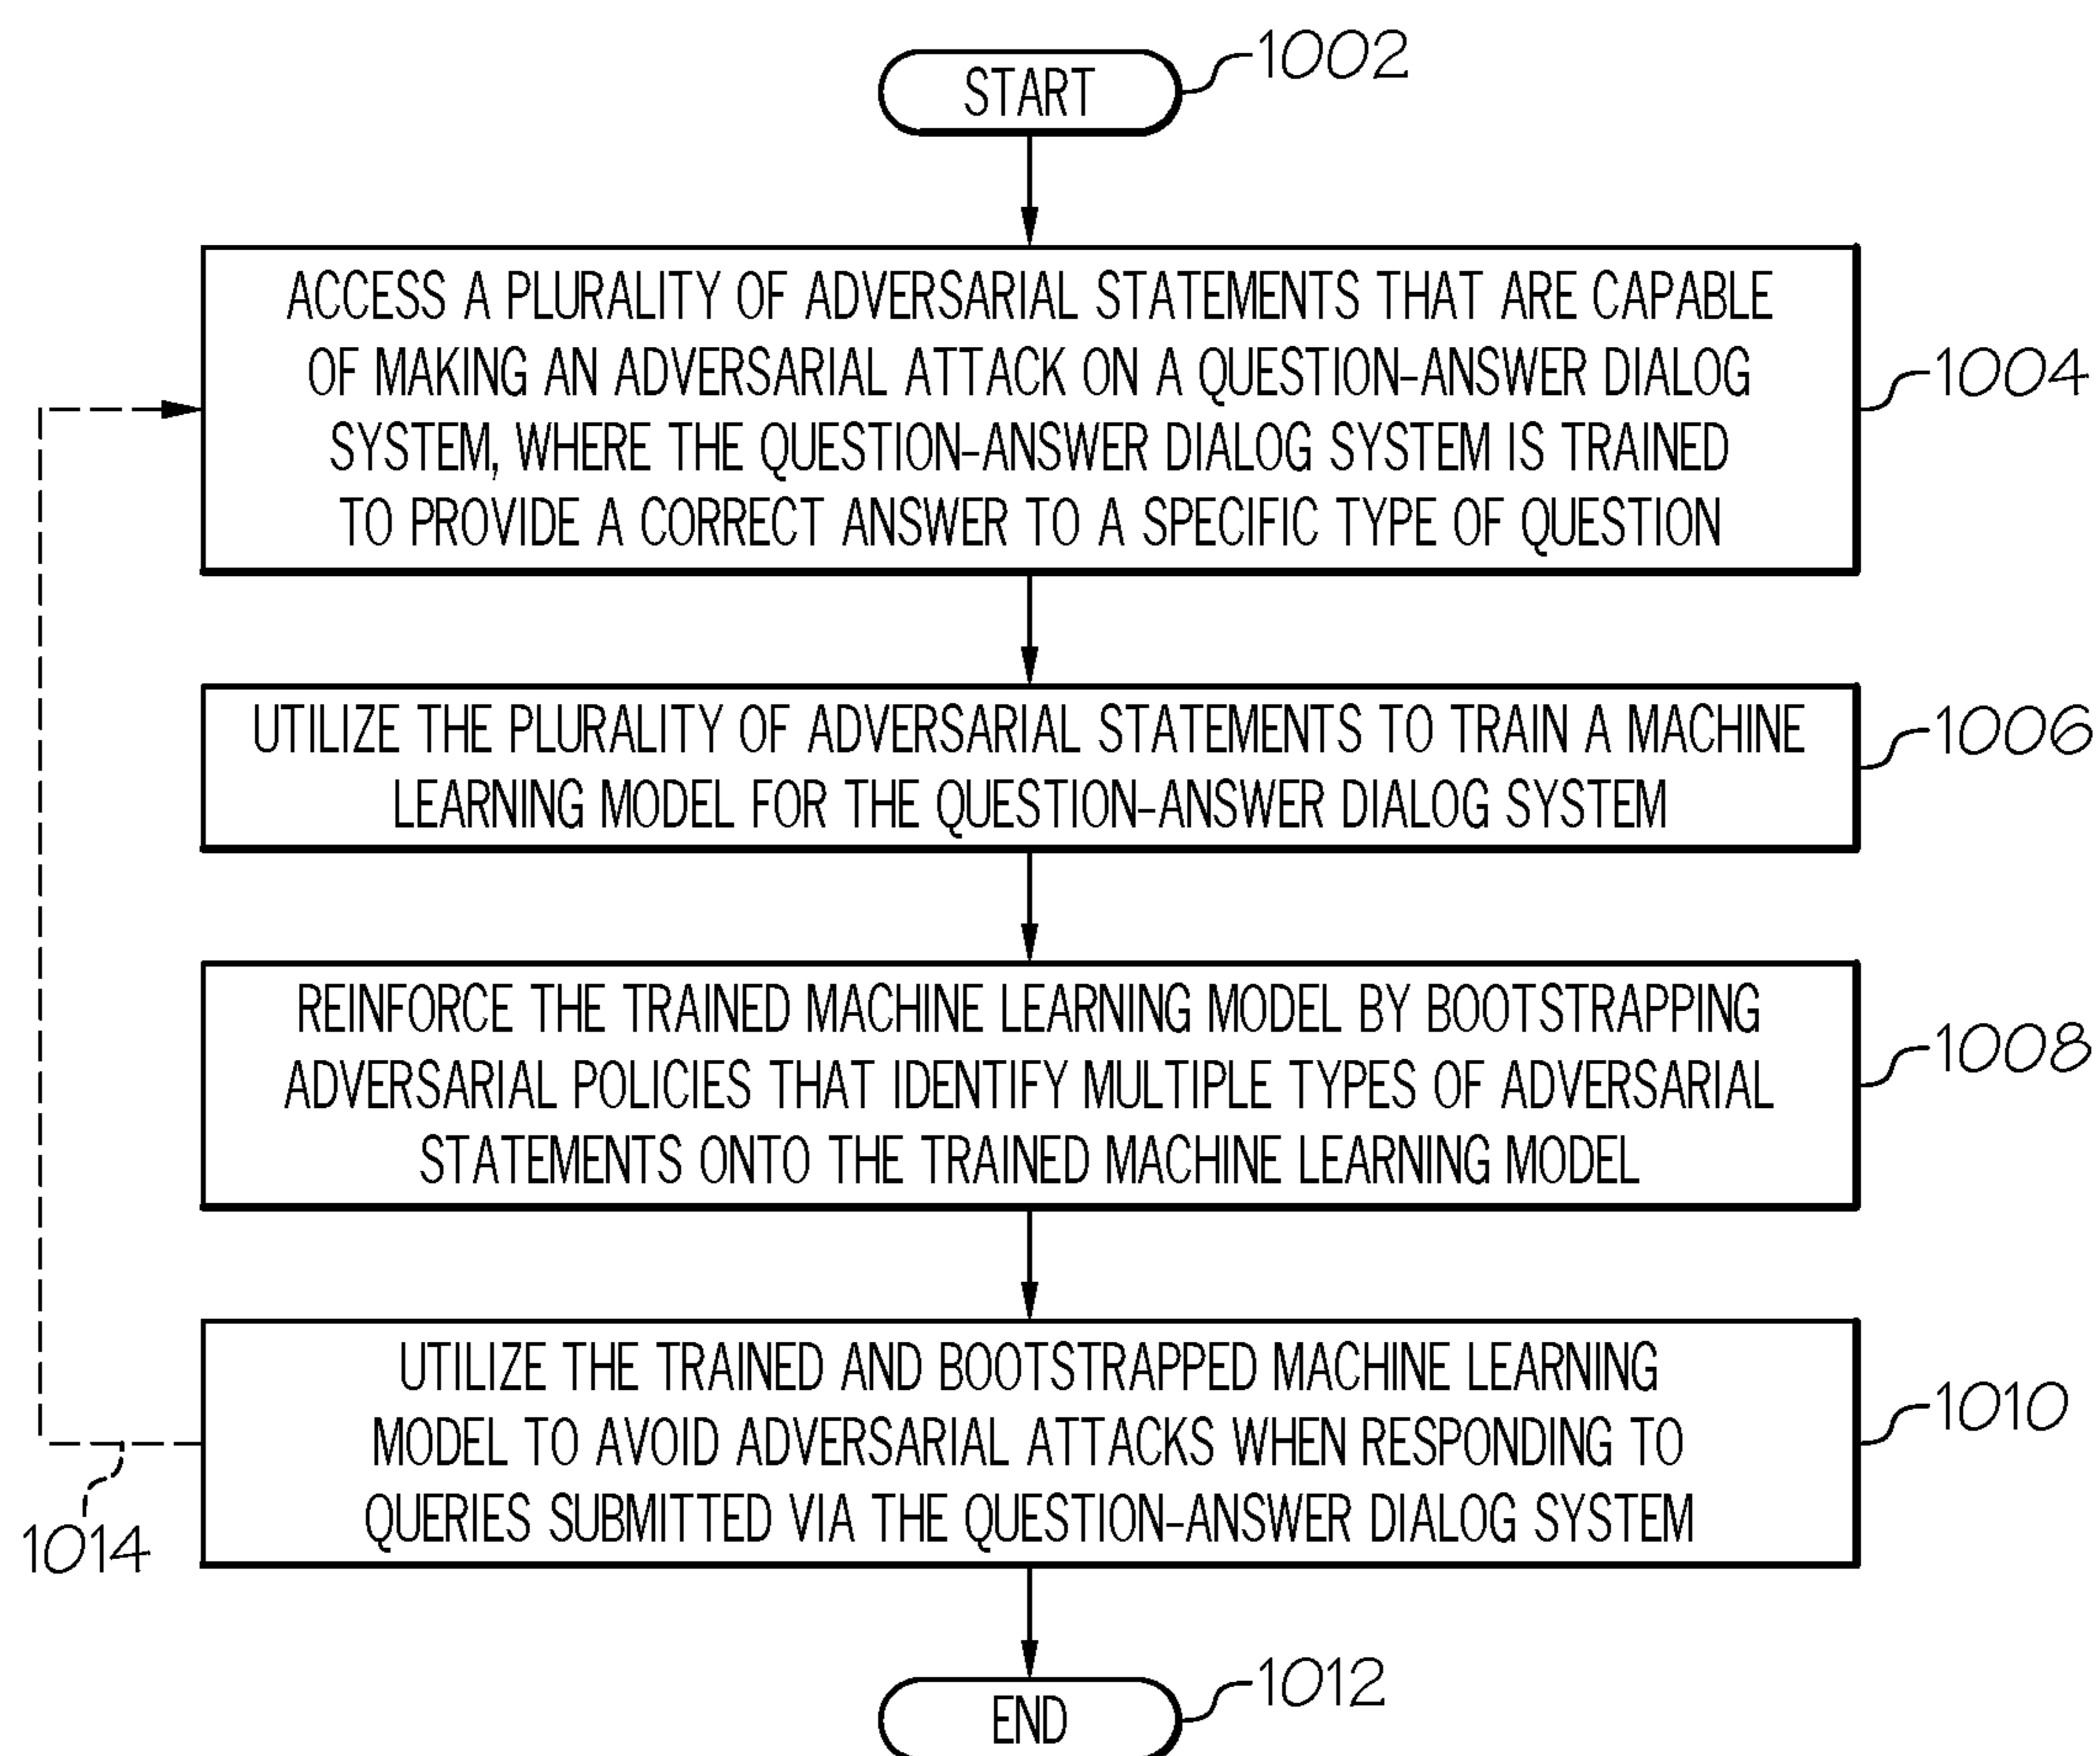 START
1002
ACCESS A PLURALITY OF ADVERSARIAL STATEMENTS THAT ARE CAPABLE
OF MAKING AN ADVERSARIAL ATTACK ON A QUESTION-ANSWER DIALOG
SYSTEM, WHERE THE QUESTION-ANSWER DIALOG SYSTEM IS TRAINED
TO PROVIDE A CORRECT ANSWER TO A SPECIFIC TYPE OF QUESTION
1004
UTILIZE THE PLURALITY OF ADVERSARIAL STATEMENTS TO TRAIN A MACHINE
LEARNING MODEL FOR THE QUESTION-ANSWER DIALOG SYSTEM
1006
REINFORCE THE TRAINED MACHINE LEARNING MODEL BY BOOTSTRAPPING
ADVERSARIAL POLICIES THAT IDENTIFY MULTIPLE TYPES OF ADVERSARIAL
STATEMENTS ONTO THE TRAINED MACHINE LEARNING MODEL
1008
UTILIZE THE TRAINED AND BOOTSTRAPPED MACHINE LEARNING
MODEL TO AVOID ADVERSARIAL ATTACKS WHEN RESPONDING TO
QUERIES SUBMITTED VIA THE QUESTION-ANSWER DIALOG SYSTEM
1010
1014
END
1012